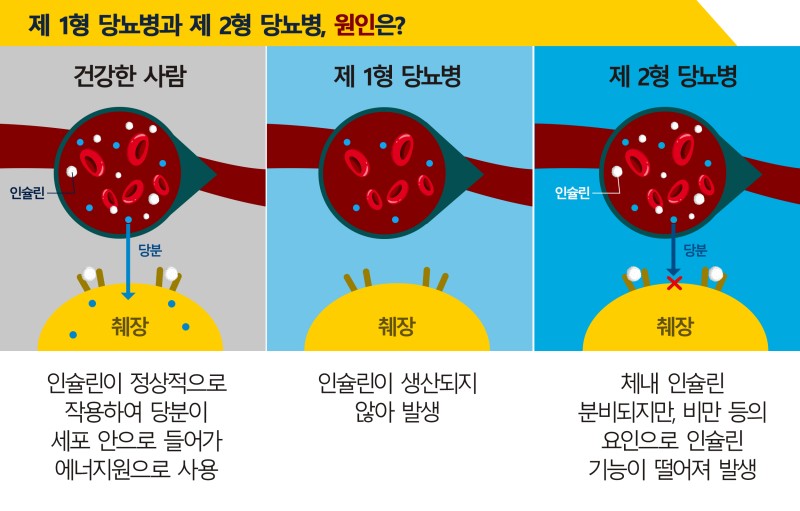 제 1형 당뇨병과 제 2형 당뇨병, 원인은?
건강한 사람
인슐린
당분
췌장
인슐린이 정상적으로
작용하여 당분이
세포 안으로 들어가
에너지원으로 사용
제 1형 당뇨병
췌장
인슐린이 생산되지
않아 발생
제 2형 당뇨병
인슐린
당분
췌장
체내 인슐린
분비되지만, 비만 등의
요인으로 인슐린
기능이 떨어져 발생